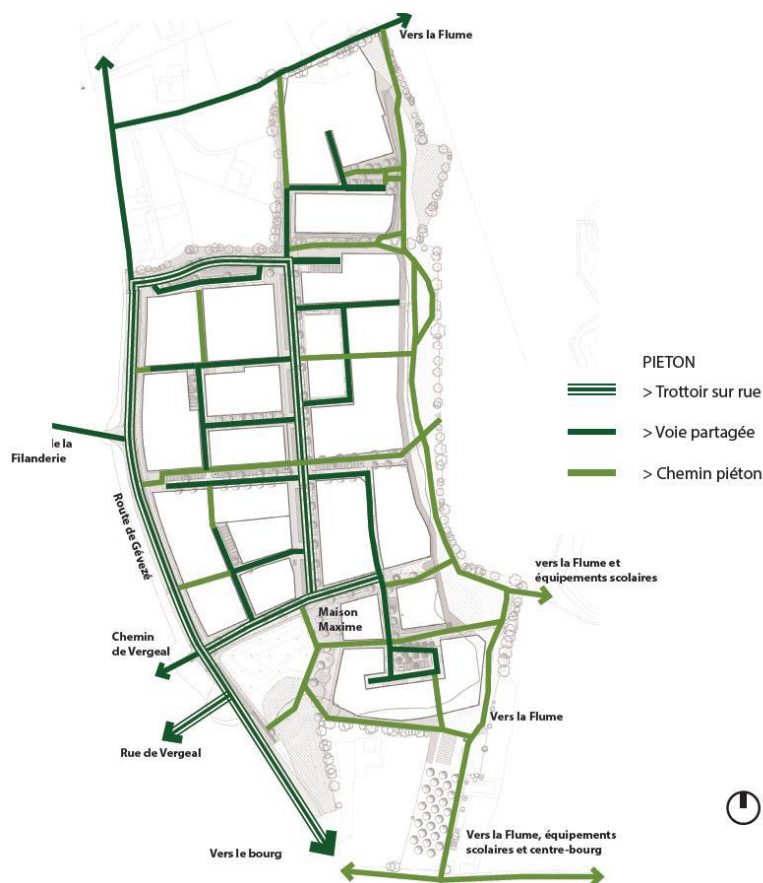 Vers la Flume
PIETON
> Trottoir sur rue
> Voie partagée
> Chemin piéton
de la
Filanderie
Route de Gévezé
vers la Flume et
équipements scolaires
Maison
Maxime
Chemin
de Vergeal
Vers la Flume
Rue de Vergeal
Vers la Flume, équipements
scolaires et centre-bourg
Vers le bourg